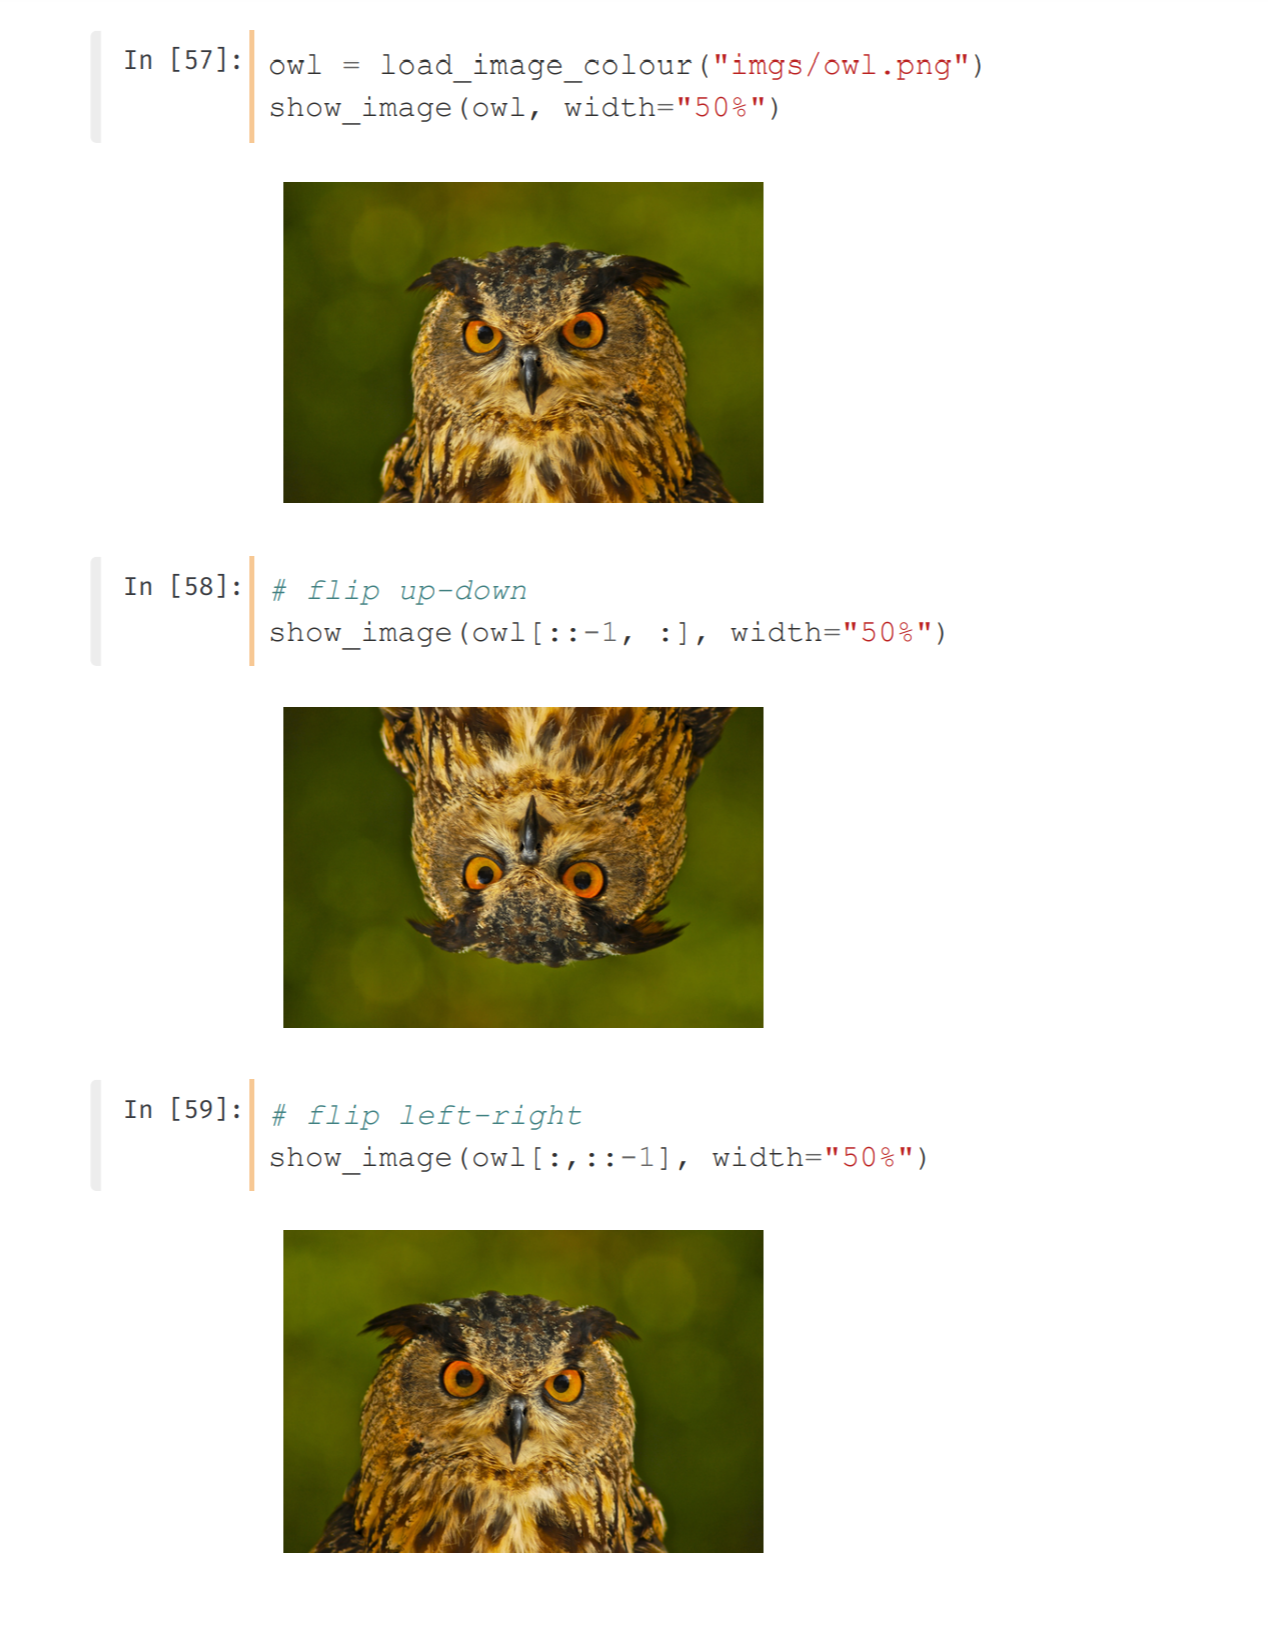 In [57]:
owl = load_image_colour("imgs/owl.png")
show_image(owl, width="50%")
In [58]:
# flip up-down
show_image(owl[::-1, :], width="50%")
In [59]:
# flip left-right
show_image(owl[:,::-1], width="50%")